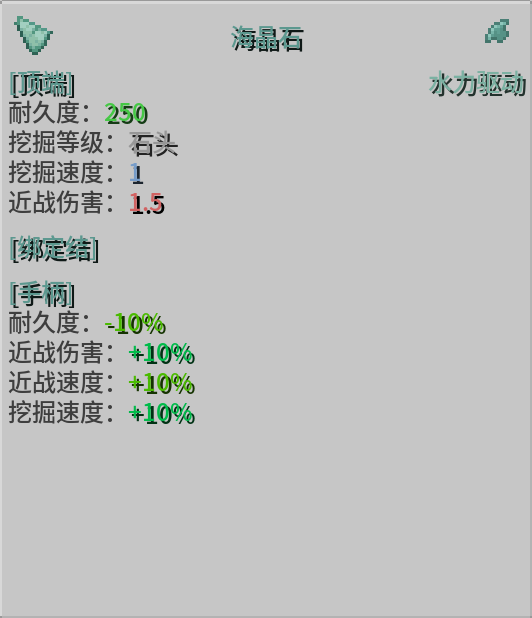 海晶石
[顶端] 水力驱动
耐久度：250
挖掘等级：石头
挖掘速度：1
近战伤害：1.5
[绑定结]
[手柄]
耐久度：-10%
近战伤害：+10%
近战速度：+10%
挖掘速度：+10%